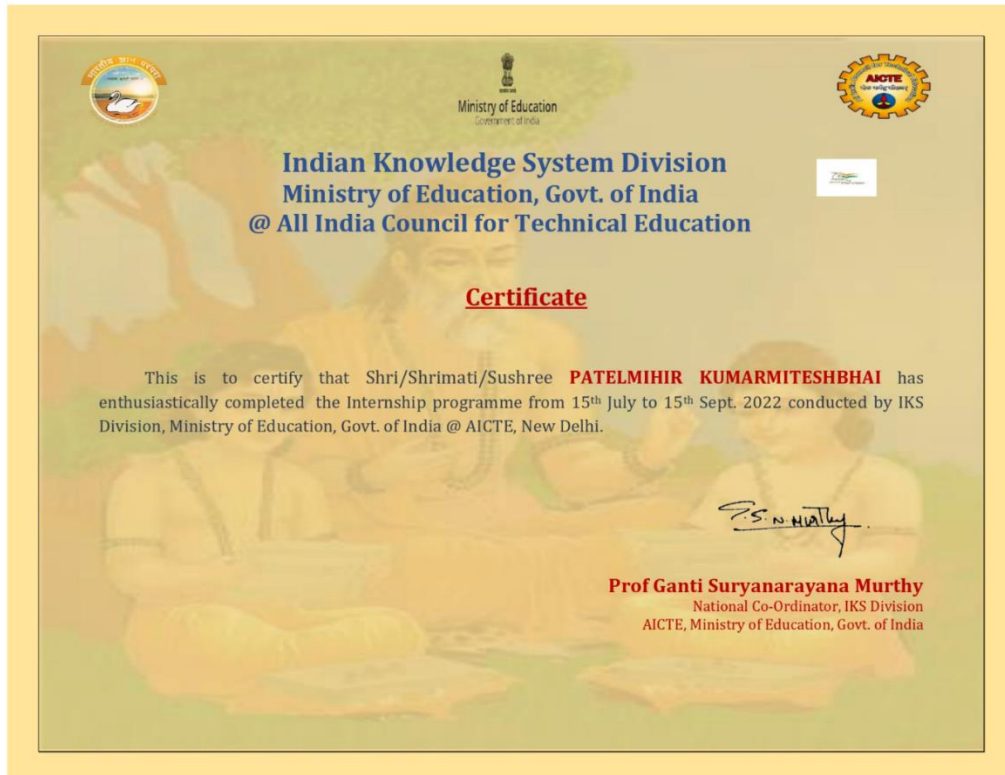 भारतीय ज्ञान परंपरा
AICTE
Ministry of Education
Government of India
Indian Knowledge System Division
Ministry of Education, Govt. of India
@ All India Council for Technical Education
Certificate
This is to certify that Shri/Shrimati/Sushree PATELMIHIR KUMARMITESHBHAI has
enthusiastically completed the Internship programme from 15th July to 15th Sept. 2022 conducted by IKS
Division, Ministry of Education, Govt. of India @ AICTE, New Delhi.
G.S.N. Murthy
Prof Ganti Suryanarayana Murthy
National Co-Ordinator, IKS Division
AICTE, Ministry of Education, Govt. of India